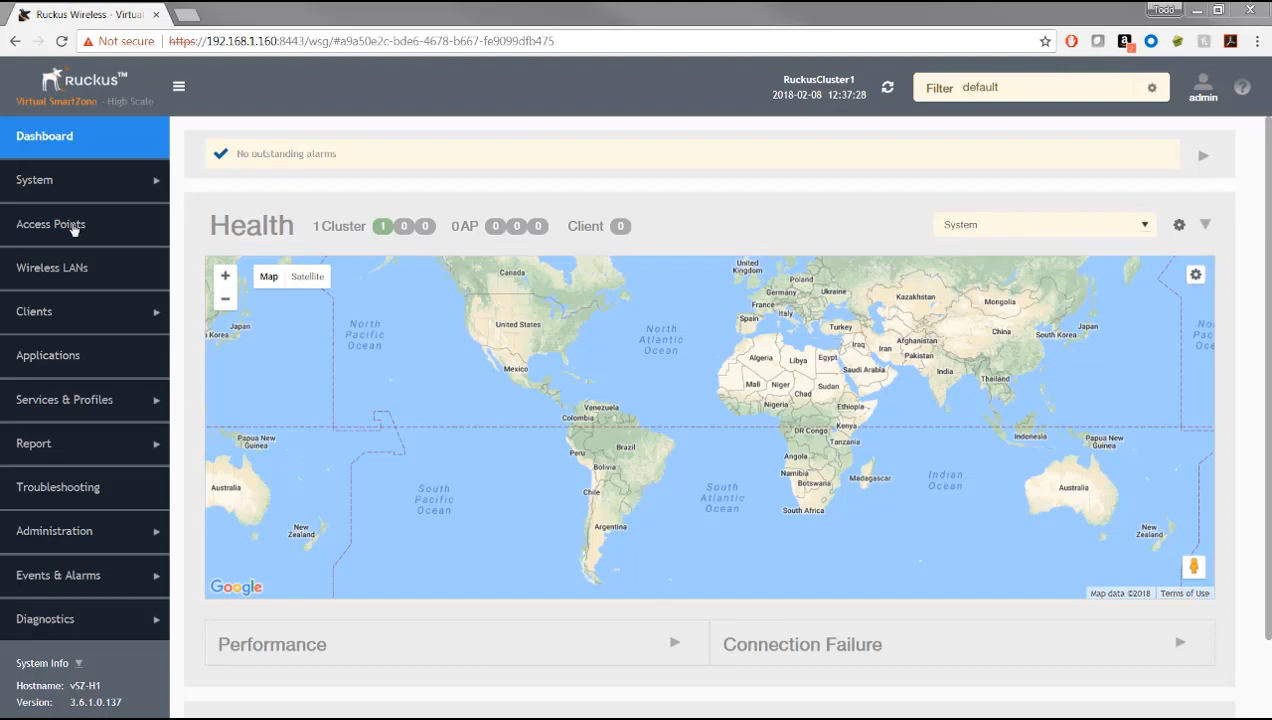 Ruckus Wireless - Virtual
Todd
Not secure https://192.168.1.160:8443/wsg/#a9a50e2c-bde6-4678-b667-fe9099dfb475
RUCKUS™
Virtual SmartZone - High Scale
RuckusCluster1
2018-02-08 12:37:28
Filter default
admin
Dashboard
System
Access Points
Wireless LANs
Clients
Applications
Services & Profiles
Report
Troubleshooting
Administration
Events & Alarms
Diagnostics
System Info
Hostname: vSZ-H1
Version: 3.6.1.0.137
No outstanding alarms
Health 1 Cluster 1 0 0 0 AP 0 0 0 Client 0
System
Map Satellite
Canada
United Kingdom
Poland
Germany
Ukraine
France
Kazakhstan
Mongolia
Italy
Spain
Turkey
Japan
South Korea
North Pacific Ocean
United States
North Atlantic Ocean
China
Japan
Iraq
Iran
Afghanistan
Pakistan
Algeria
Libya
Egypt
Saudi Arabia
India
Mexico
Mali
Niger
Sudan
Chad
Thailand
Nigeria
Ethiopia
Venezuela
Colombia
DR Congo
Kenya
Tanzania
Indonesia
Papua New Guinea
Papua New Guinea
Brazil
Peru
Bolivia
Angola
Namibia
Botswana
Madagascar
Indian Ocean
Australia
Australia
South Pacific Ocean
Chile
South Atlantic Ocean
South Africa
Argentina
New Zealand
New Zealand
Google
Map data ©2018 Terms of Use
Performance
Connection Failure